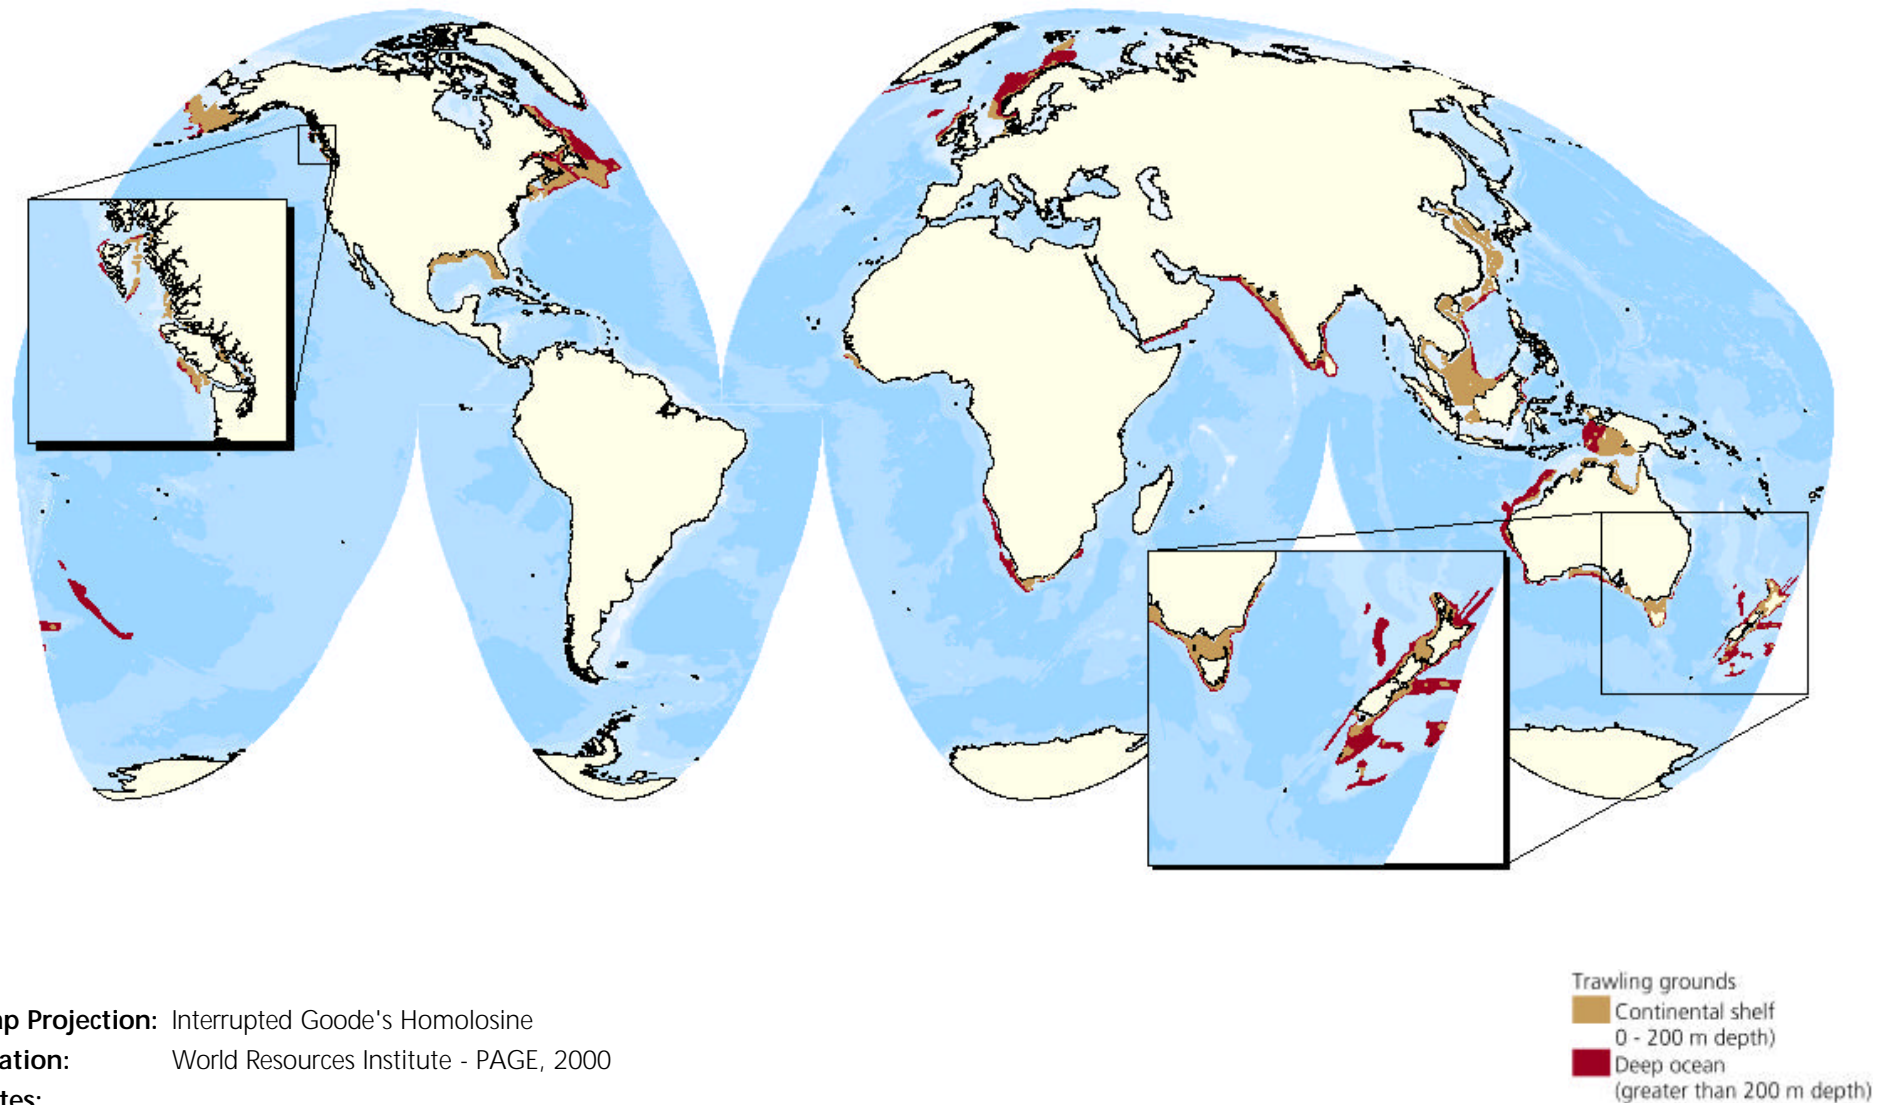 p Projection: Interrupted Goode's Homolosine
ation: World Resources Institute - PAGE, 2000
tes:
Trawling grounds
Continental shelf
0 - 200 m depth)
Deep ocean
(greater than 200 m depth)